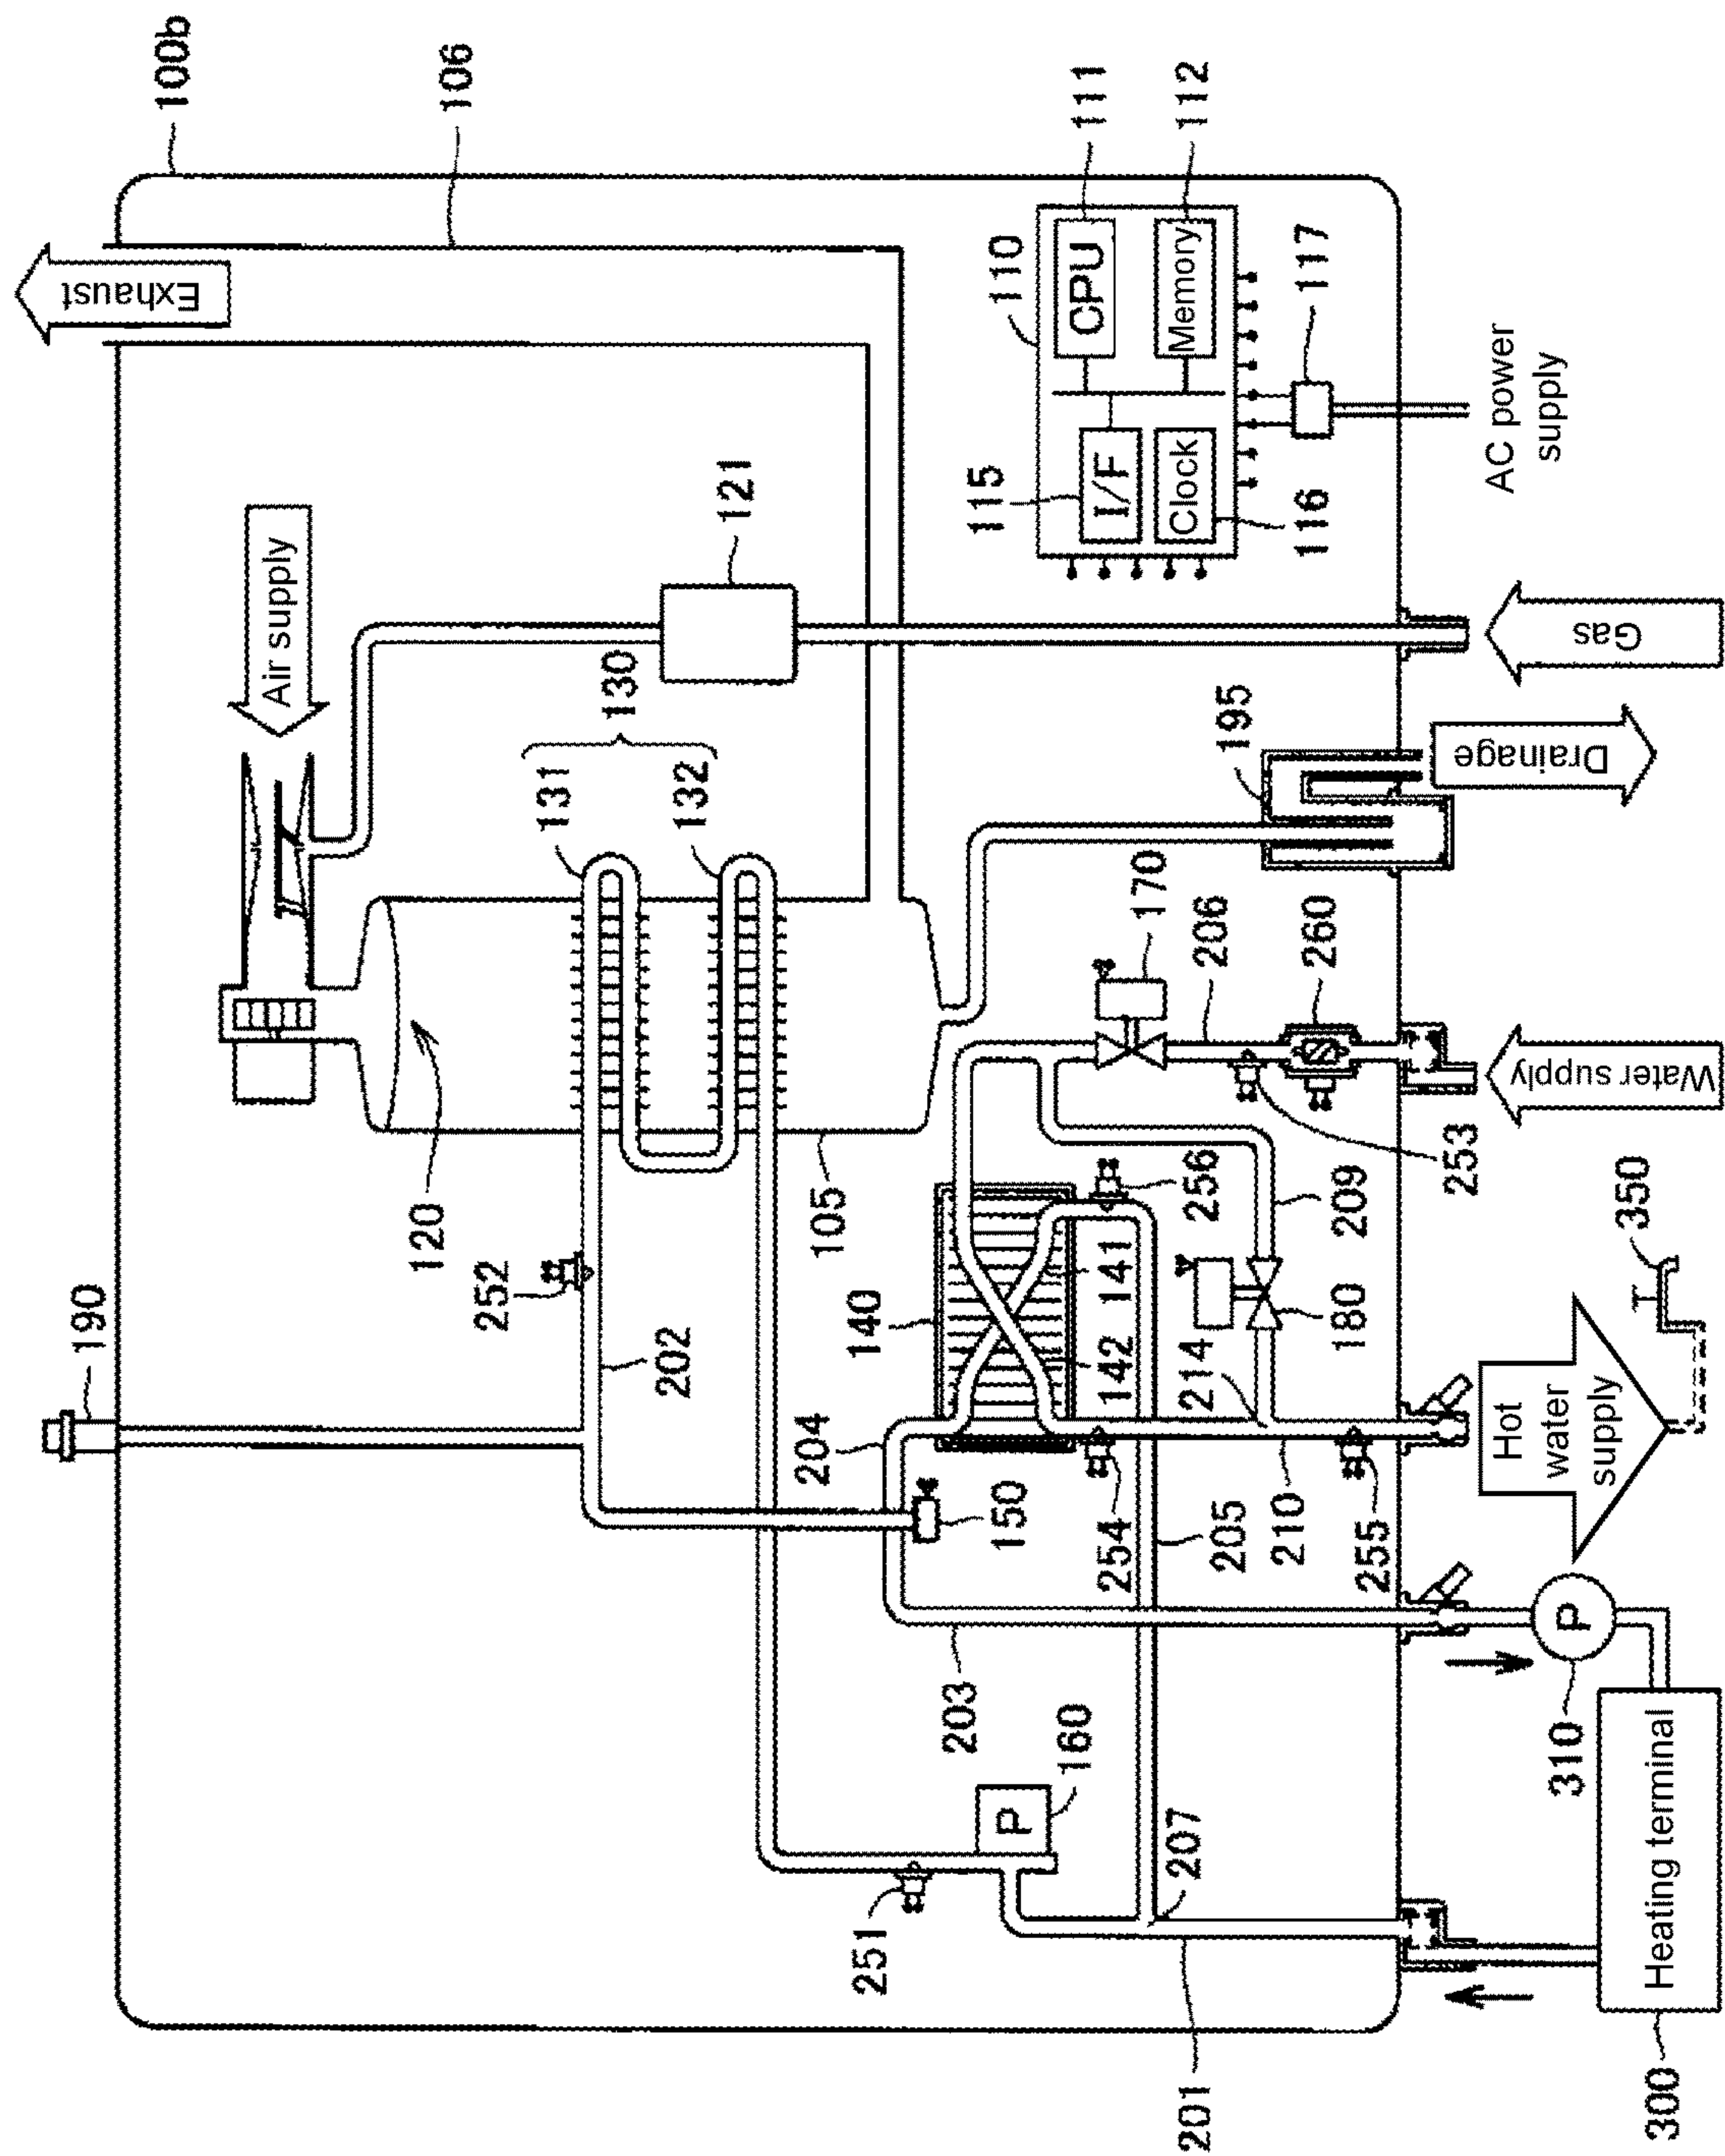 100b
106
Exhaust
Air supply
121
130
131
132
120
105
190
252
202
110
CPU
111
Memory
112
115
I/F
Clock
116
117
AC power
supply
Gas
195
Drainage
170
206
260
Water supply
253
256
209
350
140
141
142
180
214
204
150
254
205
210
255
Hot
water
supply
203
P
160
207
251
201
P
310
Heating terminal
300